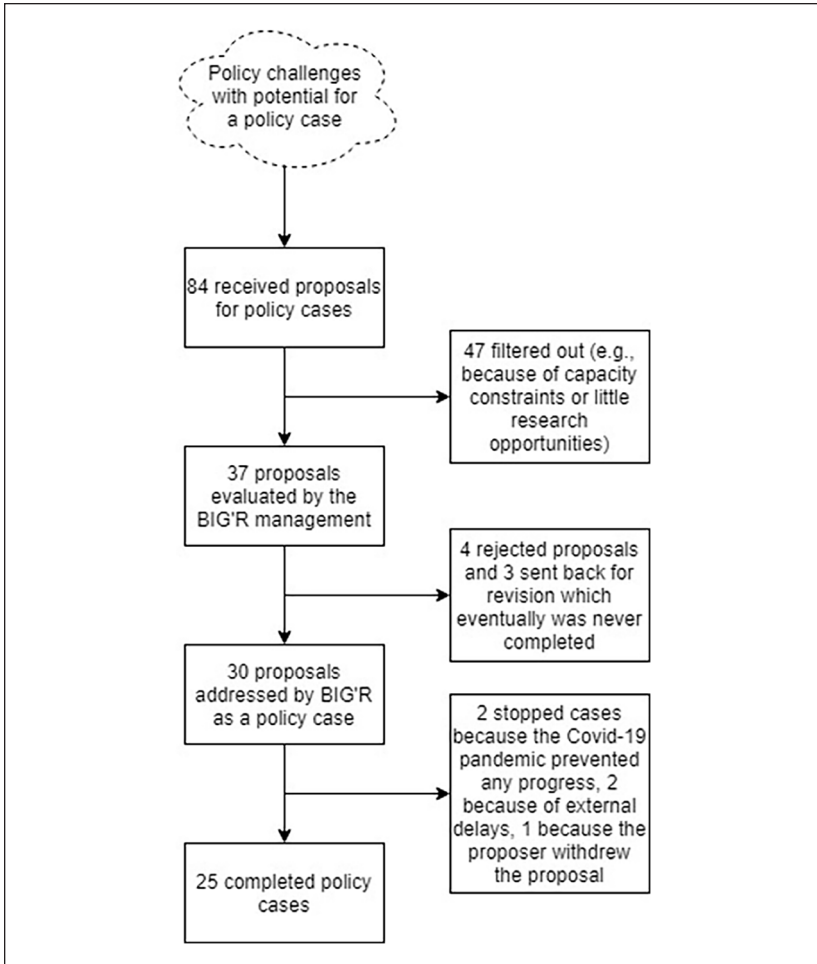 Policy challenges
with potential for
a policy case
84 received proposals
for policy cases
47 filtered out (e.g.,
because of capacity
constraints or little
research
opportunities)
37 proposals
evaluated by the
BIG'R management
4 rejected proposals
and 3 sent back for
revision which
eventually was never
completed
30 proposals
addressed by BIG'R
as a policy case
2 stopped cases
because the Covid-19
pandemic prevented
any progress, 2
because of external
delays, 1 because the
proposer withdrew
the proposal
25 completed policy
cases